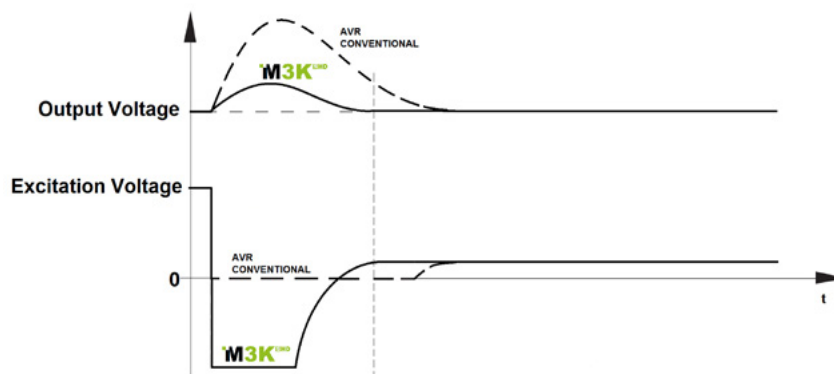 AVR
CONVENTIONAL
M3K
Output Voltage
Excitation Voltage
AVR
CONVENTIONAL
0
t
M3K